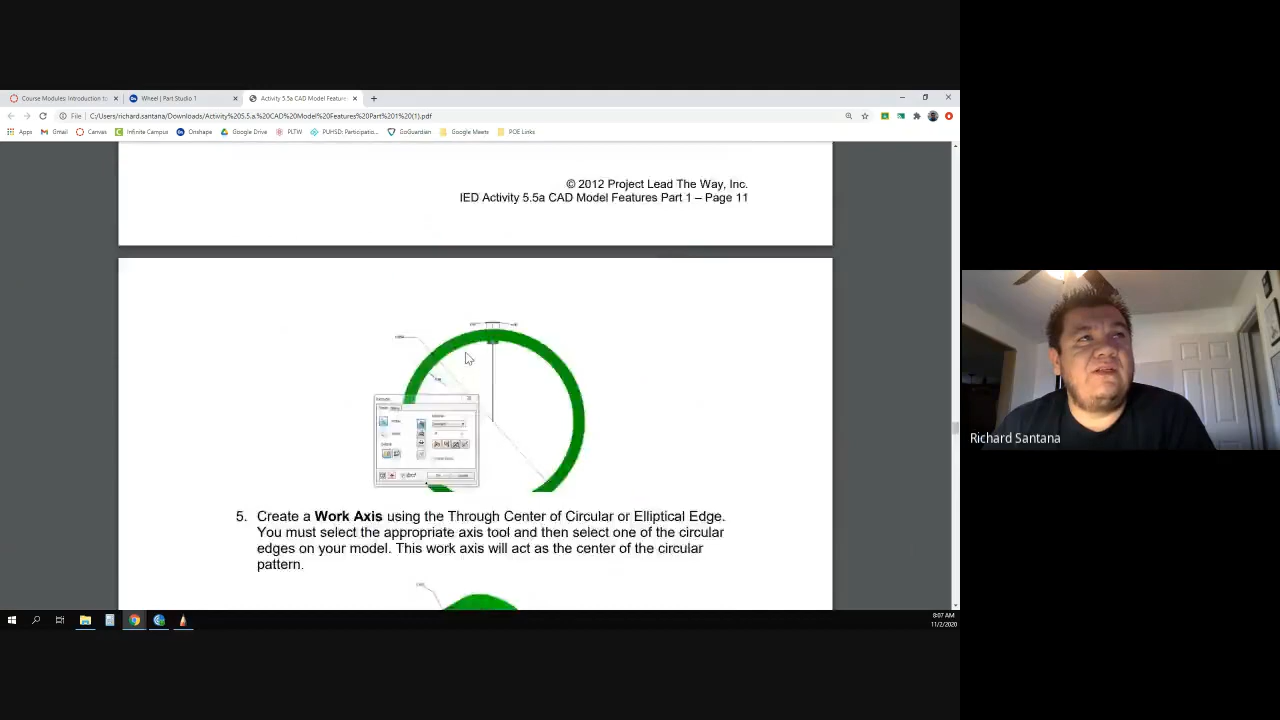 Course Modules: Introduction to
Wheel | Part Studio 1
Activity 5.5a CAD Model Feature
File
C:/Users/richard.santana/Downloads/Activity%205.5.a.%20CAD%20Model%20Features%20Part%201%20(1).pdf
Apps
Gmail
Canvas
Infinite Campus
Onshape
Google Drive
PLTW
PUHSD: Participatio...
GoGuardian
Google Meets
POE Links
© 2012 Project Lead The Way, Inc.
IED Activity 5.5a CAD Model Features Part 1 – Page 11
5. Create a Work Axis using the Through Center of Circular or Elliptical Edge.
You must select the appropriate axis tool and then select one of the circular
edges on your model. This work axis will act as the center of the circular
pattern.
Richard Santana
8:07 AM
11/2/2020